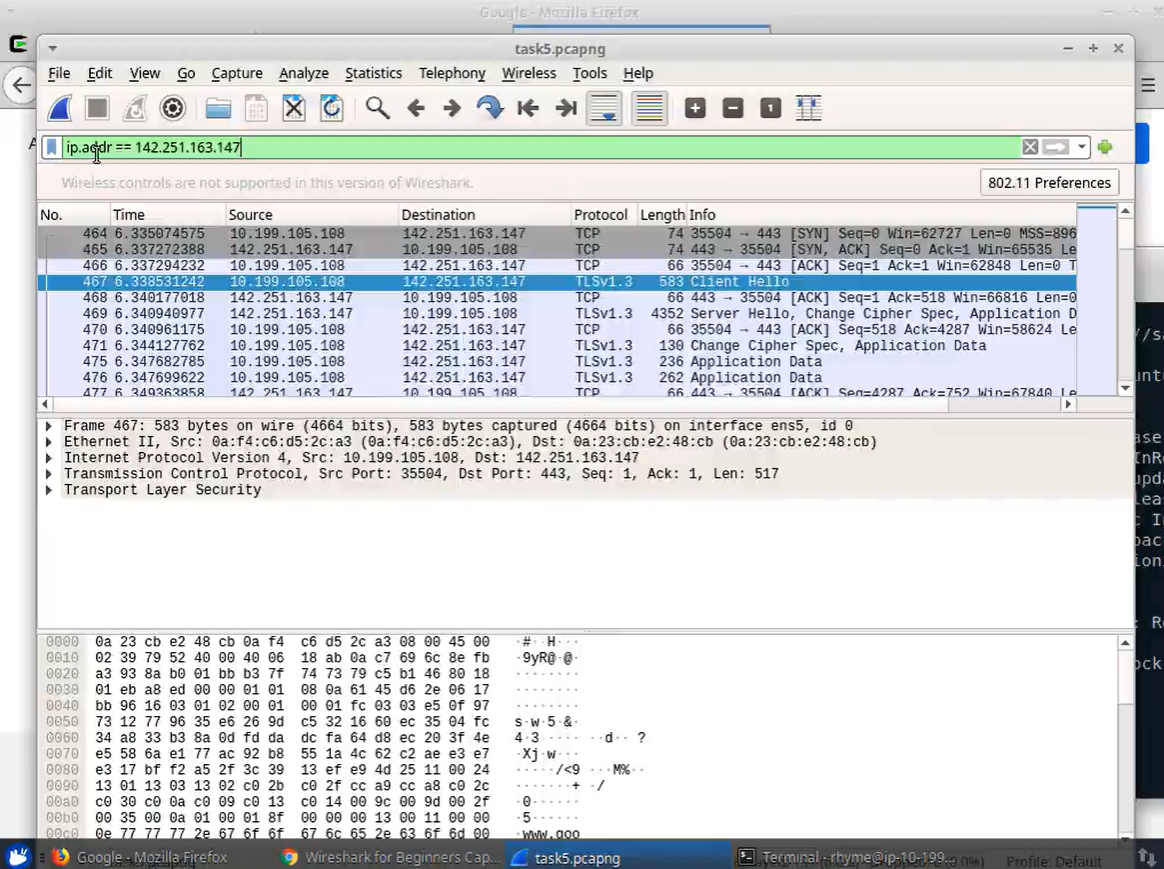 Google - Mozilla Firefox
task5.pcapng
File Edit View Go Capture Analyze Statistics Telephony Wireless Tools Help
ip.addr == 142.251.163.147
Wireless controls are not supported in this version of Wireshark.
802.11 Preferences
No. Time Source Destination Protocol Length Info
464 6.335074575 10.199.105.108 142.251.163.147 TCP 74 35504 → 443 [SYN] Seq=0 Win=62727 Len=0 MSS=896
465 6.337272388 142.251.163.147 10.199.105.108 TCP 74 443 → 35504 [SYN, ACK] Seq=0 Ack=1 Win=65535 Le
466 6.337294232 10.199.105.108 142.251.163.147 TCP 66 35504 → 443 [ACK] Seq=1 Ack=1 Win=62848 Len=0 T
467 6.338531242 10.199.105.108 142.251.163.147 TLSv1.3 583 Client Hello
468 6.340177018 142.251.163.147 10.199.105.108 TCP 66 443 → 35504 [ACK] Seq=1 Ack=518 Win=66816 Len=0
469 6.340940977 142.251.163.147 10.199.105.108 TLSv1.3 4352 Server Hello, Change Cipher Spec, Application D
470 6.340961175 10.199.105.108 142.251.163.147 TCP 66 35504 → 443 [ACK] Seq=518 Ack=4287 Win=58624 Le
471 6.344127762 10.199.105.108 142.251.163.147 TLSv1.3 130 Change Cipher Spec, Application Data
475 6.347682785 10.199.105.108 142.251.163.147 TLSv1.3 236 Application Data
476 6.347699622 10.199.105.108 142.251.163.147 TLSv1.3 262 Application Data
477 6.349363858 142.251.163.147 10.199.105.108 TCP 66 443 → 35504 [ACK] Seq=4287 Ack=752 Win=67840 Len
Frame 467: 583 bytes on wire (4664 bits), 583 bytes captured (4664 bits) on interface ens5, id 0
Ethernet II, Src: 0a:f4:c6:d5:2c:a3 (0a:f4:c6:d5:2c:a3), Dst: 0a:23:cb:e2:48:cb (0a:23:cb:e2:48:cb)
Internet Protocol Version 4, Src: 10.199.105.108, Dst: 142.251.163.147
Transmission Control Protocol, Src Port: 35504, Dst Port: 443, Seq: 1, Ack: 1, Len: 517
Transport Layer Security
0000 0a 23 cb e2 48 cb 0a f4 c6 d5 2c a3 08 00 45 00 ·#··H···
0010 02 39 79 52 40 00 40 06 18 ab 0a c7 69 6c 8e fb ·9yR@·@·
0020 a3 93 8a b0 01 bb b3 7f 74 73 79 c5 b1 46 80 18 ········
0030 01 eb a8 ed 00 00 01 01 08 0a 61 45 d6 2e 06 17 ········
0040 bb 96 16 03 01 02 00 01 00 01 fc 03 03 e5 0f 97 ········
0050 73 12 77 96 35 e6 26 9d c5 32 16 60 ec 35 04 fc s·w·5·&·
0060 34 a8 33 b3 8a 0d fd da dc fa 64 d8 ec 20 3f 4e 4·3····· ··d·· ?
0070 e5 58 6a e1 77 ac 92 b8 55 1a 4c 62 c2 ae e3 e7 ·Xj·w···
0080 e3 17 bf f2 a5 2f 3c 39 13 ef e9 4d 25 11 00 24 ·····/<9 ···M%···
0090 13 01 13 03 13 02 c0 2b c0 2f cc a9 cc a8 c0 2c ·······+ ·/
00a0 c0 30 c0 0a c0 09 c0 13 c0 14 00 9c 00 9d 00 2f ·0······
00b0 00 35 00 0a 01 00 01 8f 00 00 00 13 00 11 00 00 ·5······
00c0 0e 77 77 77 2e 67 6f 6f 67 6c 65 2e 63 6f 6d 00 ·www.goo
Google - Mozilla Firefox
Wireshark for Beginners Cap...
task5.pcapng
Terminal - rhyme@ip-10-199...
Profile: Default